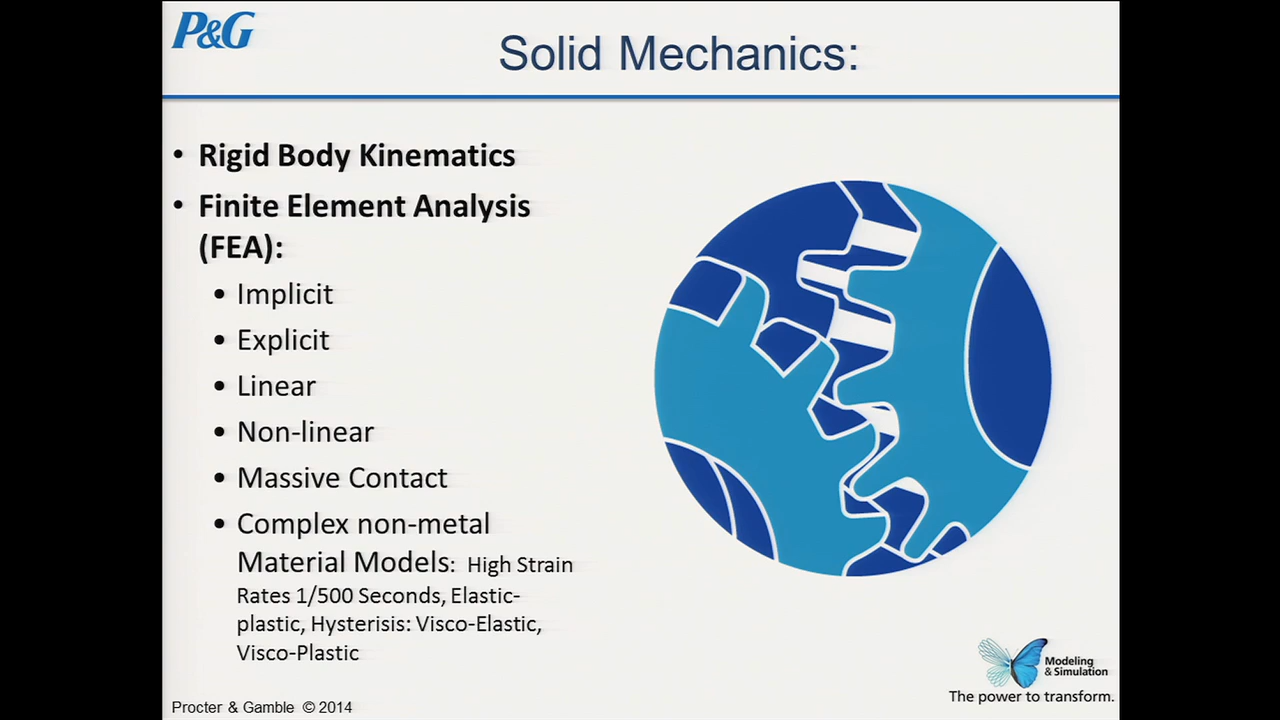 P&G
Solid Mechanics:
• Rigid Body Kinematics
• Finite Element Analysis
(FEA):
• Implicit
• Explicit
• Linear
• Non-linear
• Massive Contact
• Complex non-metal
Material Models: High Strain
Rates 1/500 Seconds, Elastic-
plastic, Hysterisis: Visco-Elastic,
Visco-Plastic
Modeling
& Simulation
The power to transform.
Procter & Gamble © 2014